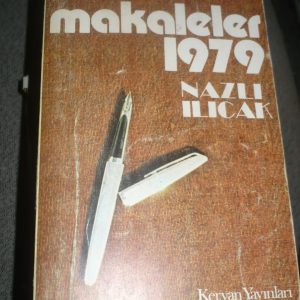 makaleler
1979
NAZLI
ILICAK
Kervan Yayınları